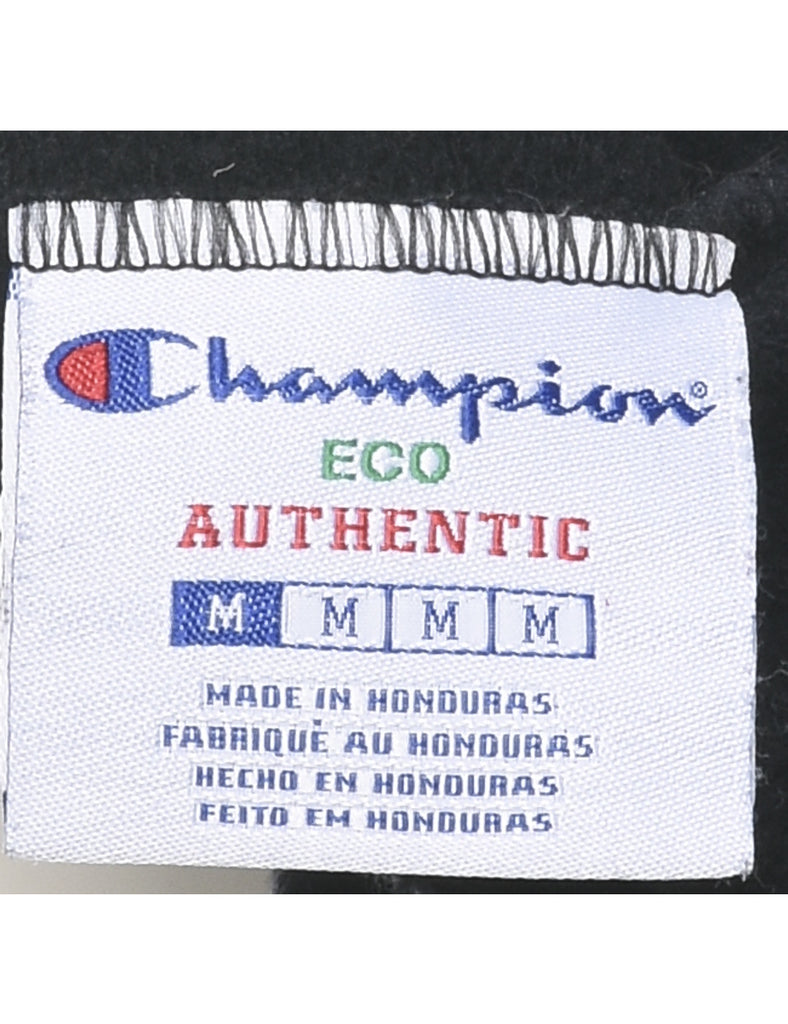 Champion®
ECO
AUTHENTIC
M M M M
MADE IN HONDURAS
FABRIQUÉ AU HONDURAS
HECHO EN HONDURAS
FEITO EM HONDURAS